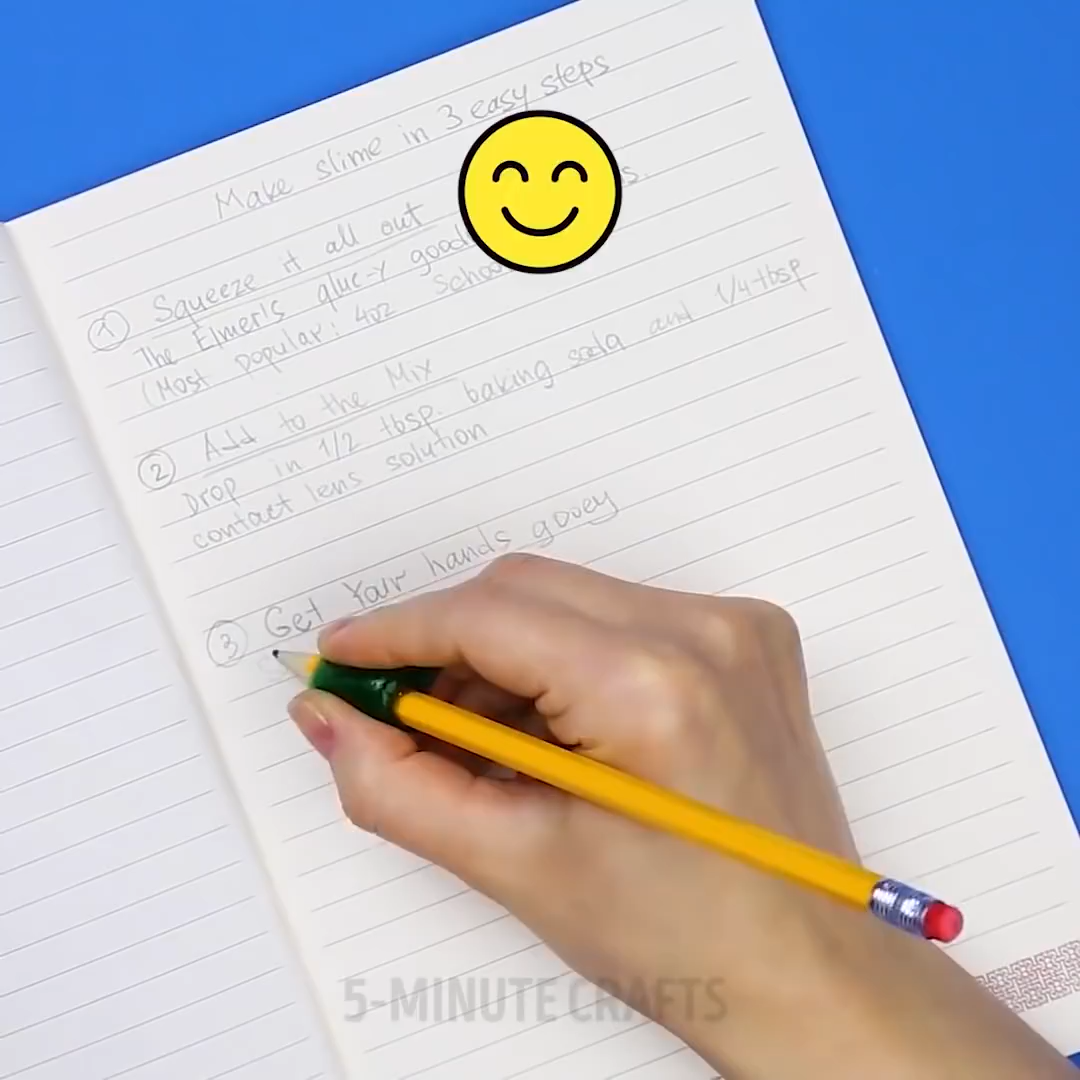 Make slime in 3 easy steps
① Squeeze it all out
The Elmer's glue-Y good
(Most popular: 4oz Schoo
② Add to the Mix
Drop in 1/2 tbsp. baking soda and 1/4 tbsp
contact lens solution
③ Get Your hands gooey
5-MINUTE CRAFTS